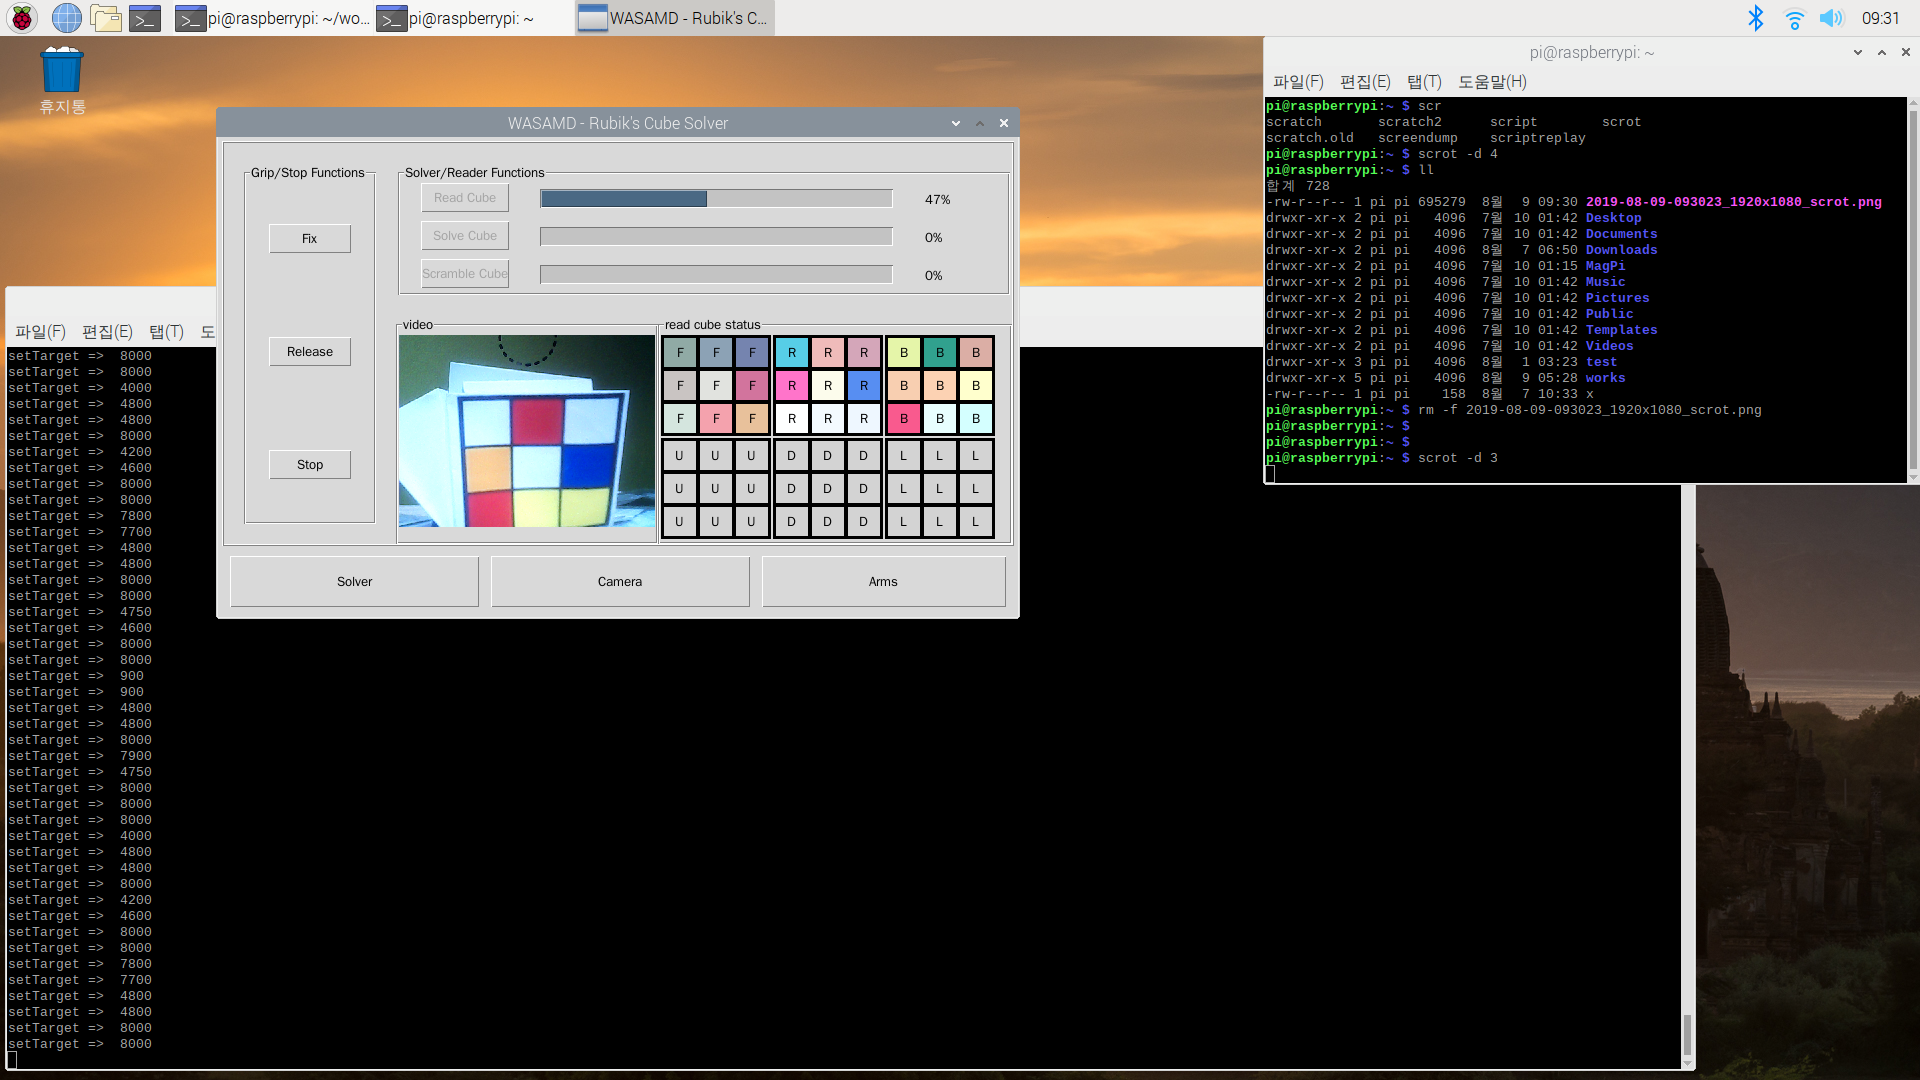 pi@raspberrypi: ~/wo...
pi@raspberrypi: ~
WASAMD - Rubik's C...
09:31
휴지통
WASAMD - Rubik's Cube Solver
Grip/Stop Functions
Fix
Release
Stop
Solver/Reader Functions
Read Cube 47%
Solve Cube 0%
Scramble Cube 0%
video
read cube status
F F F R R R B B B
F F F R R R B B B
F F F R R R B B B
U U U D D D L L L
U U U D D D L L L
U U U D D D L L L
Solver Camera Arms
파일(F) 편집(E) 탭(T) 도
setTarget => 8000
setTarget => 8000
setTarget => 4000
setTarget => 4800
setTarget => 4800
setTarget => 8000
setTarget => 4200
setTarget => 4600
setTarget => 8000
setTarget => 8000
setTarget => 7800
setTarget => 7700
setTarget => 4800
setTarget => 4800
setTarget => 8000
setTarget => 8000
setTarget => 4750
setTarget => 4600
setTarget => 8000
setTarget => 8000
setTarget => 900
setTarget => 900
setTarget => 4800
setTarget => 4800
setTarget => 8000
setTarget => 7900
setTarget => 4750
setTarget => 8000
setTarget => 8000
setTarget => 8000
setTarget => 4000
setTarget => 4800
setTarget => 4800
setTarget => 8000
setTarget => 4200
setTarget => 4600
setTarget => 8000
setTarget => 8000
setTarget => 7800
setTarget => 7700
setTarget => 4800
setTarget => 4800
setTarget => 8000
setTarget => 8000
pi@raspberrypi: ~
파일(F) 편집(E) 탭(T) 도움말(H)
pi@raspberrypi:~ $ scr
scratch scratch2 script scrot
scratch.old screendump scriptreplay
pi@raspberrypi:~ $ scrot -d 4
pi@raspberrypi:~ $ ll
합계 728
-rw-r--r-- 1 pi pi 695279 8월 9 09:30 2019-08-09-093023_1920x1080_scrot.png
drwxr-xr-x 2 pi pi 4096 7월 10 01:42 Desktop
drwxr-xr-x 2 pi pi 4096 7월 10 01:42 Documents
drwxr-xr-x 2 pi pi 4096 8월 7 06:50 Downloads
drwxr-xr-x 2 pi pi 4096 7월 10 01:15 MagPi
drwxr-xr-x 2 pi pi 4096 7월 10 01:42 Music
drwxr-xr-x 2 pi pi 4096 7월 10 01:42 Pictures
drwxr-xr-x 2 pi pi 4096 7월 10 01:42 Public
drwxr-xr-x 2 pi pi 4096 7월 10 01:42 Templates
drwxr-xr-x 2 pi pi 4096 7월 10 01:42 Videos
drwxr-xr-x 3 pi pi 4096 8월 1 03:23 test
drwxr-xr-x 5 pi pi 4096 8월 9 05:28 works
-rw-r--r-- 1 pi pi 158 8월 7 10:33 x
pi@raspberrypi:~ $ rm -f 2019-08-09-093023_1920x1080_scrot.png
pi@raspberrypi:~ $
pi@raspberrypi:~ $
pi@raspberrypi:~ $ scrot -d 3